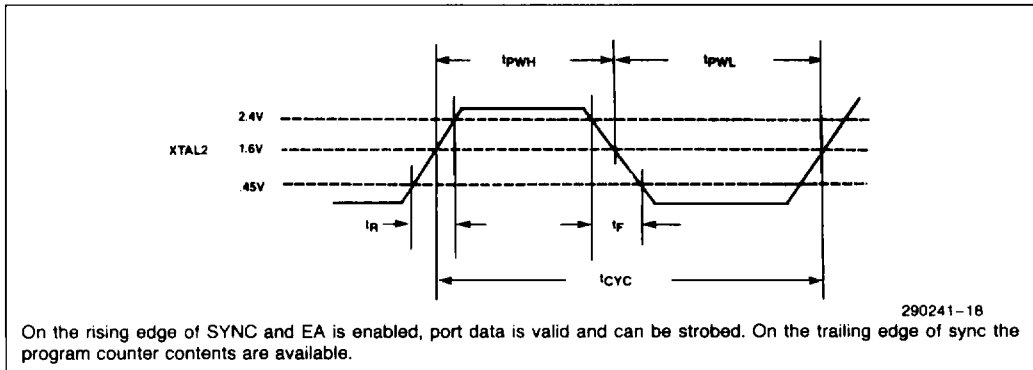 tPWH
tPWL
2.4V
XTAL2
1.6V
.45V
tR
tF
tCYC
290241-18
On the rising edge of SYNC and EA is enabled, port data is valid and can be strobed. On the trailing edge of sync the
program counter contents are available.